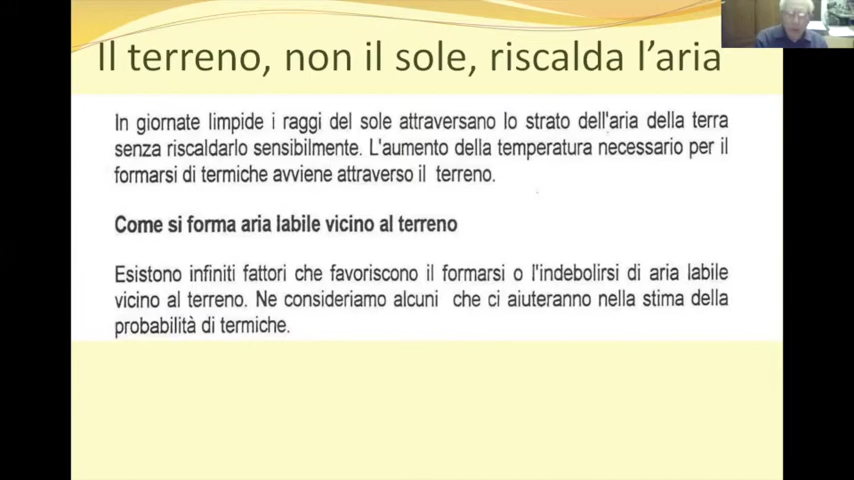 Il terreno, non il sole, riscalda l'aria
In giornate limpide i raggi del sole attraversano lo strato dell'aria della terra
senza riscaldarlo sensibilmente. L'aumento della temperatura necessario per il
formarsi di termiche avviene attraverso il terreno.
Come si forma aria labile vicino al terreno
Esistono infiniti fattori che favoriscono il formarsi o l'indebolirsi di aria labile
vicino al terreno. Ne consideriamo alcuni che ci aiuteranno nella stima della
probabilità di termiche.